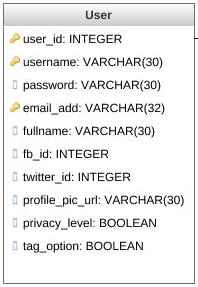 User
user_id: INTEGER
username: VARCHAR(30)
password: VARCHAR(30)
email_add: VARCHAR(32)
fullname: VARCHAR(30)
fb_id: INTEGER
twitter_id: INTEGER
profile_pic_url: VARCHAR(30)
privacy_level: BOOLEAN
tag_option: BOOLEAN